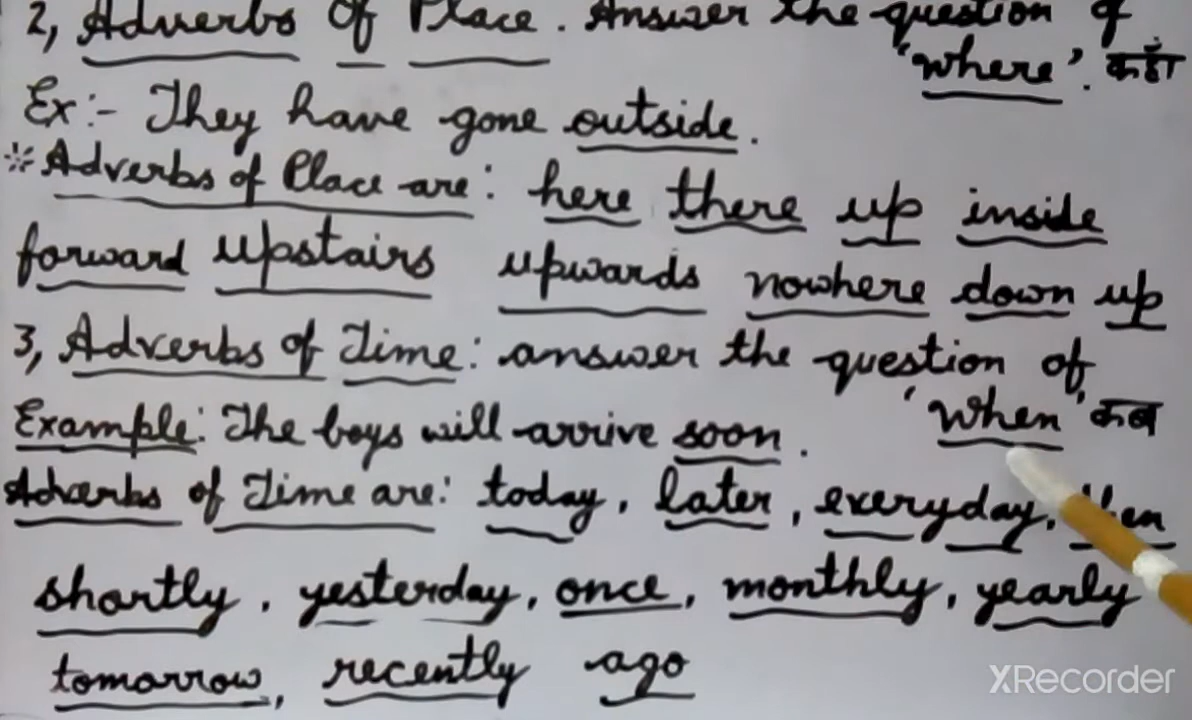 2, Adverbs Of Place. Answer the question of
'where'. कहाँ
Ex:- They have gone outside.
* Adverbs of Place are: here there up inside
forward upstairs upwards nowhere down up
3, Adverbs of Time: answer the question of
'when' कब
Example: The boys will arrive soon.
Adverbs of Time are: today, later, everyday, then
shortly, yesterday, once, monthly, yearly
tomorrow, recently ago
XRecorder